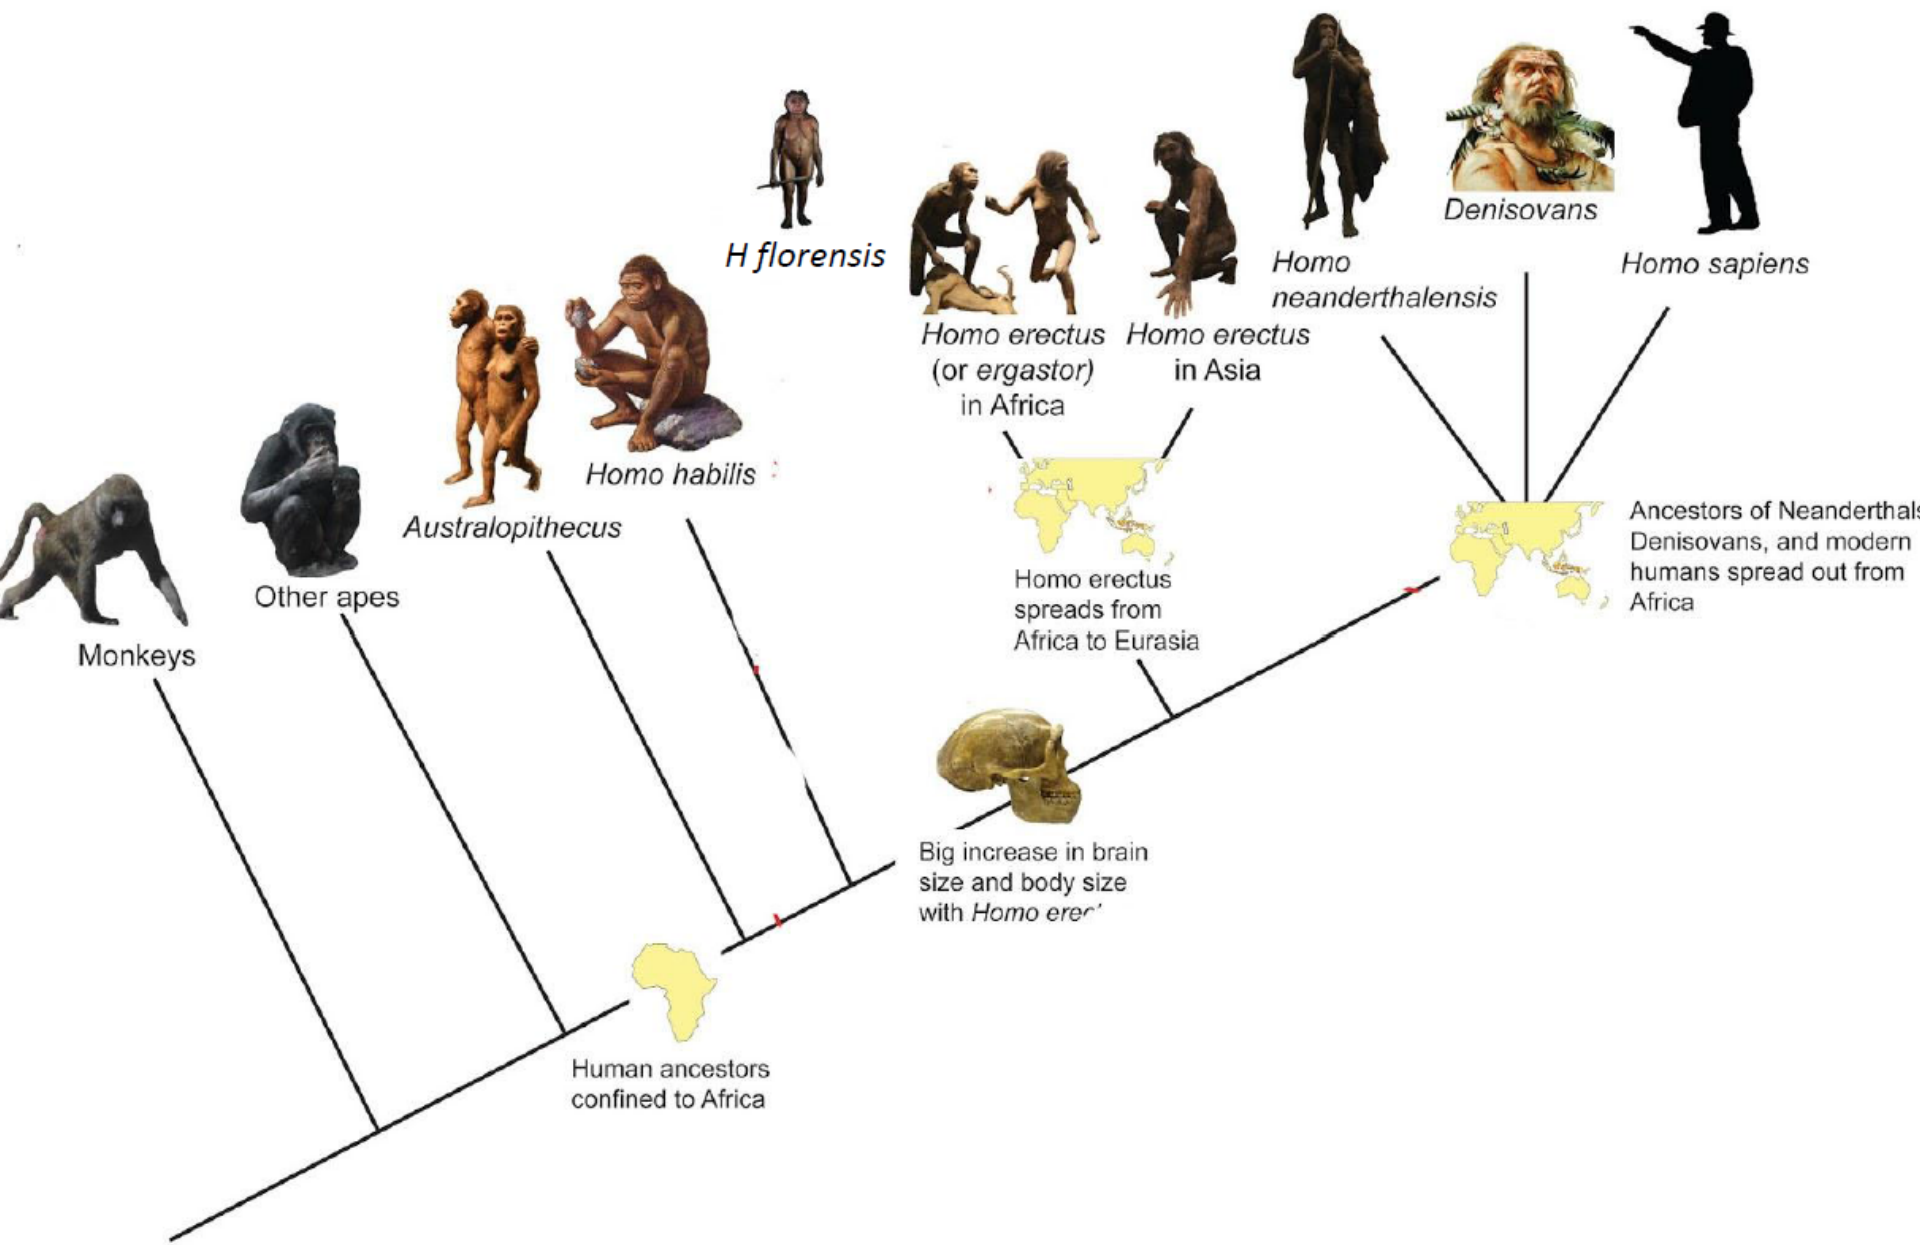 H florensis
Denisovans
Homo
neanderthalensis
Homo sapiens
Homo erectus
(or ergastor)
in Africa
Homo erectus
in Asia
Homo habilis
Australopithecus
Other apes
Monkeys
Homo erectus
spreads from
Africa to Eurasia
Ancestors of Neanderthals
Denisovans, and modern
humans spread out from
Africa
Big increase in brain
size and body size
with Homo erec
Human ancestors
confined to Africa